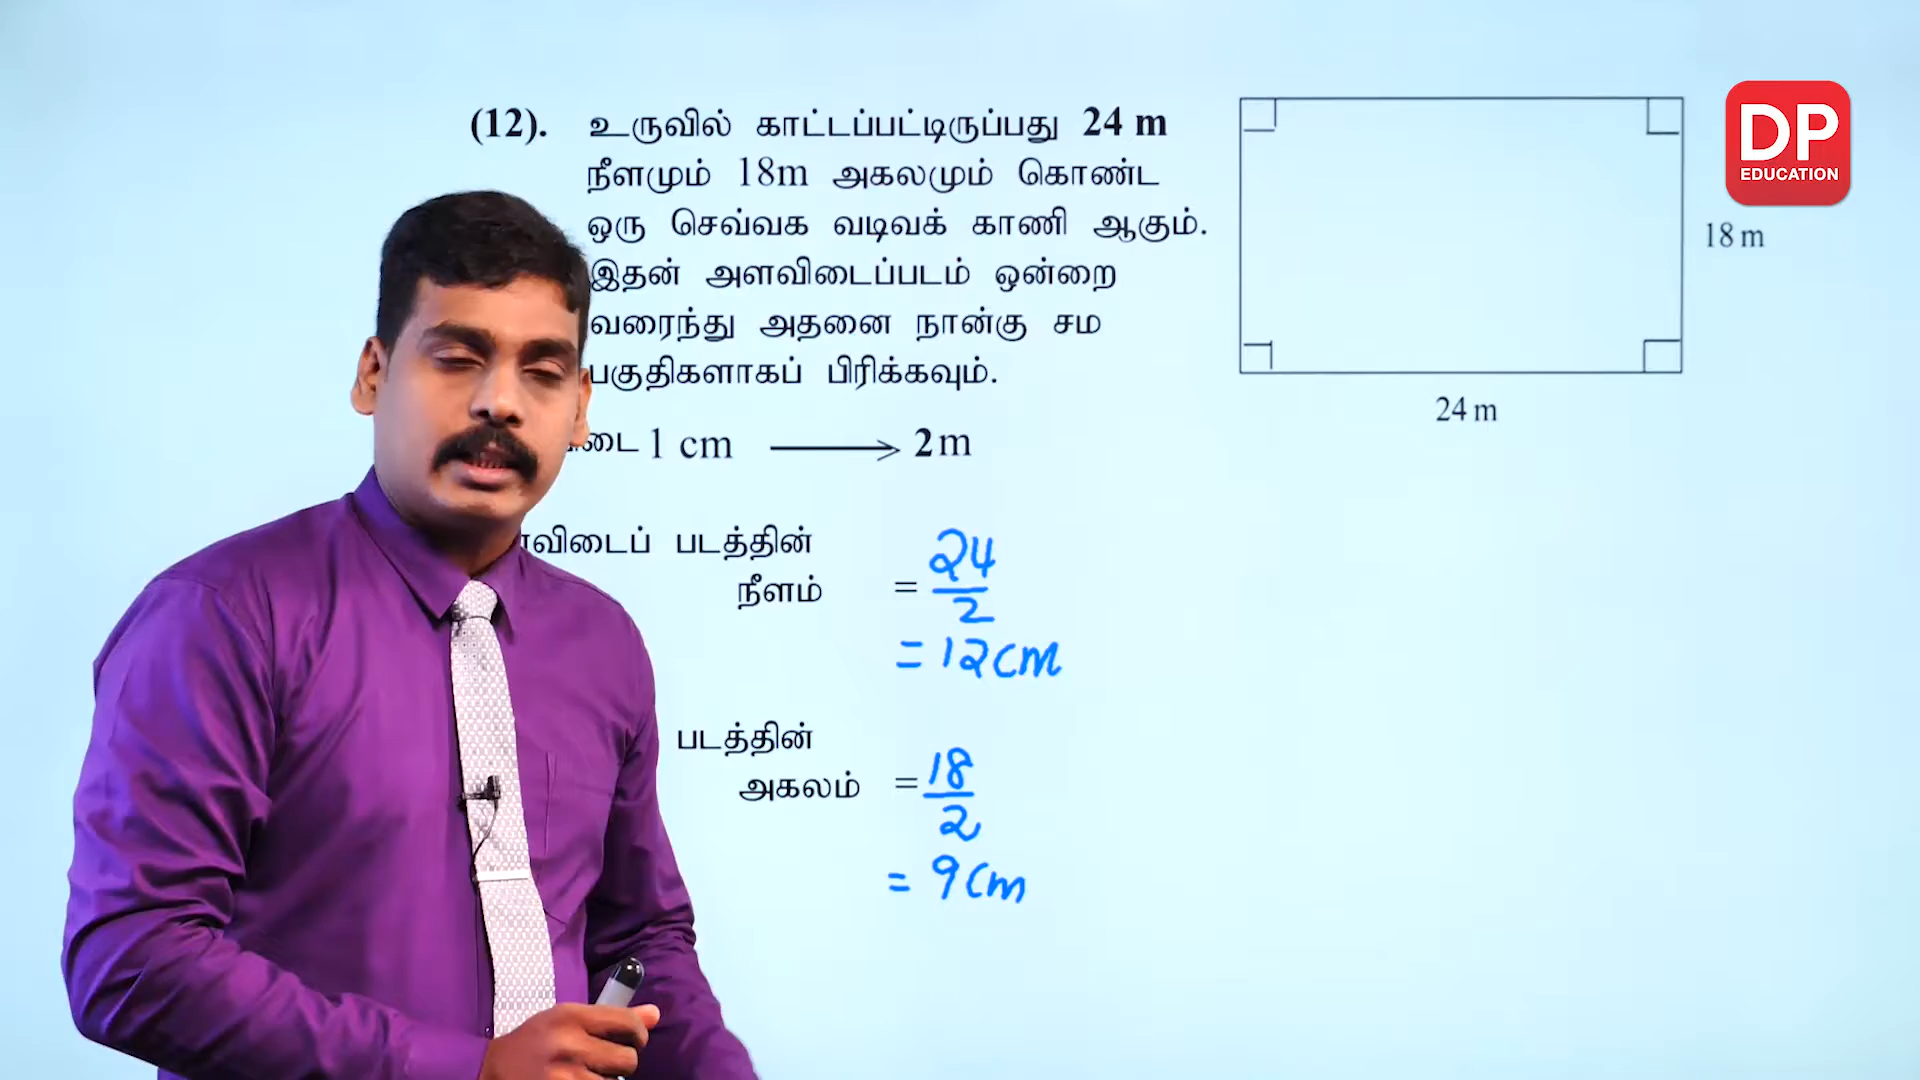 (12). உருவில் காட்டப்பட்டிருப்பது 24 m
நீளமும் 18m அகலமும் கொண்ட
ஒரு செவ்வக வடிவக் காணி ஆகும்.
இதன் அளவிடைப்படம் ஒன்றை
வரைந்து அதனை நான்கு சம
பகுதிகளாகப் பிரிக்கவும்.
1 cm → 2m
படத்தின்
நீளம் = 24/2
= 12cm
படத்தின்
அகலம் = 18/2
= 9cm
18 m
24 m
DP
EDUCATION